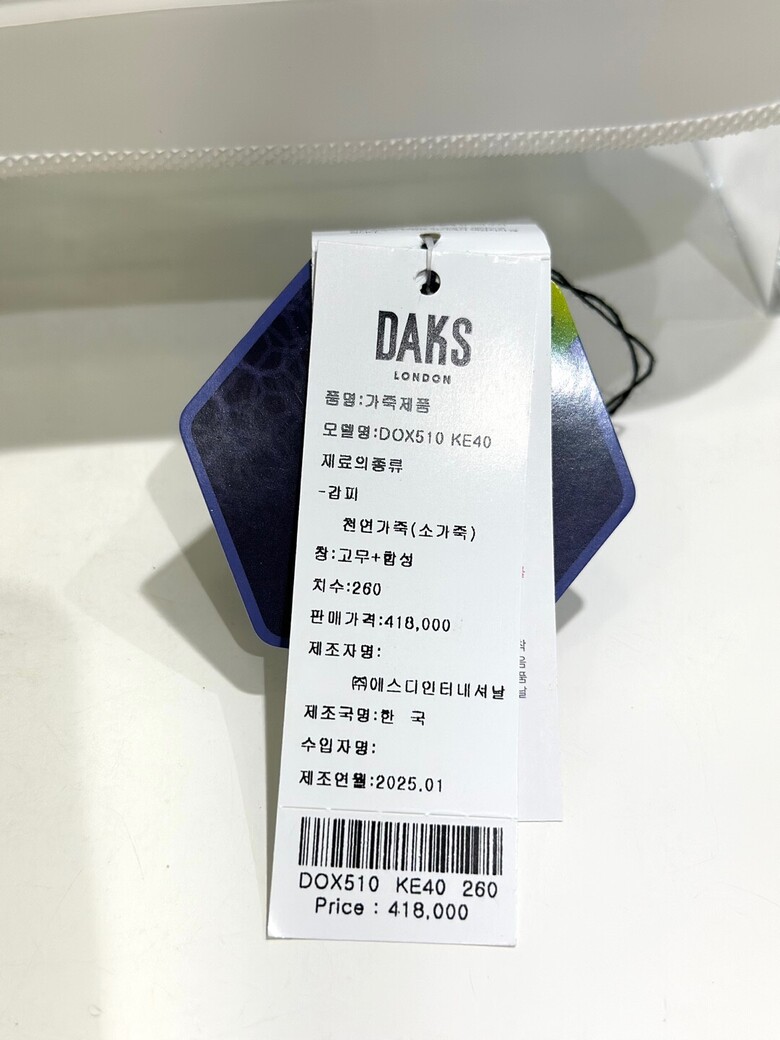 DAKS
LONDON
품명:가죽제품
모델명:DOX510 KE40
재료의종류
-갑피
천연가죽(소가죽)
창:고무+합성
치수:260
판매가격:418,000
제조자명:
㈜에스디인터내셔날
제조국명:한 국
수입자명:
제조연월:2025.01
DOX510 KE40 260
Price : 418,000